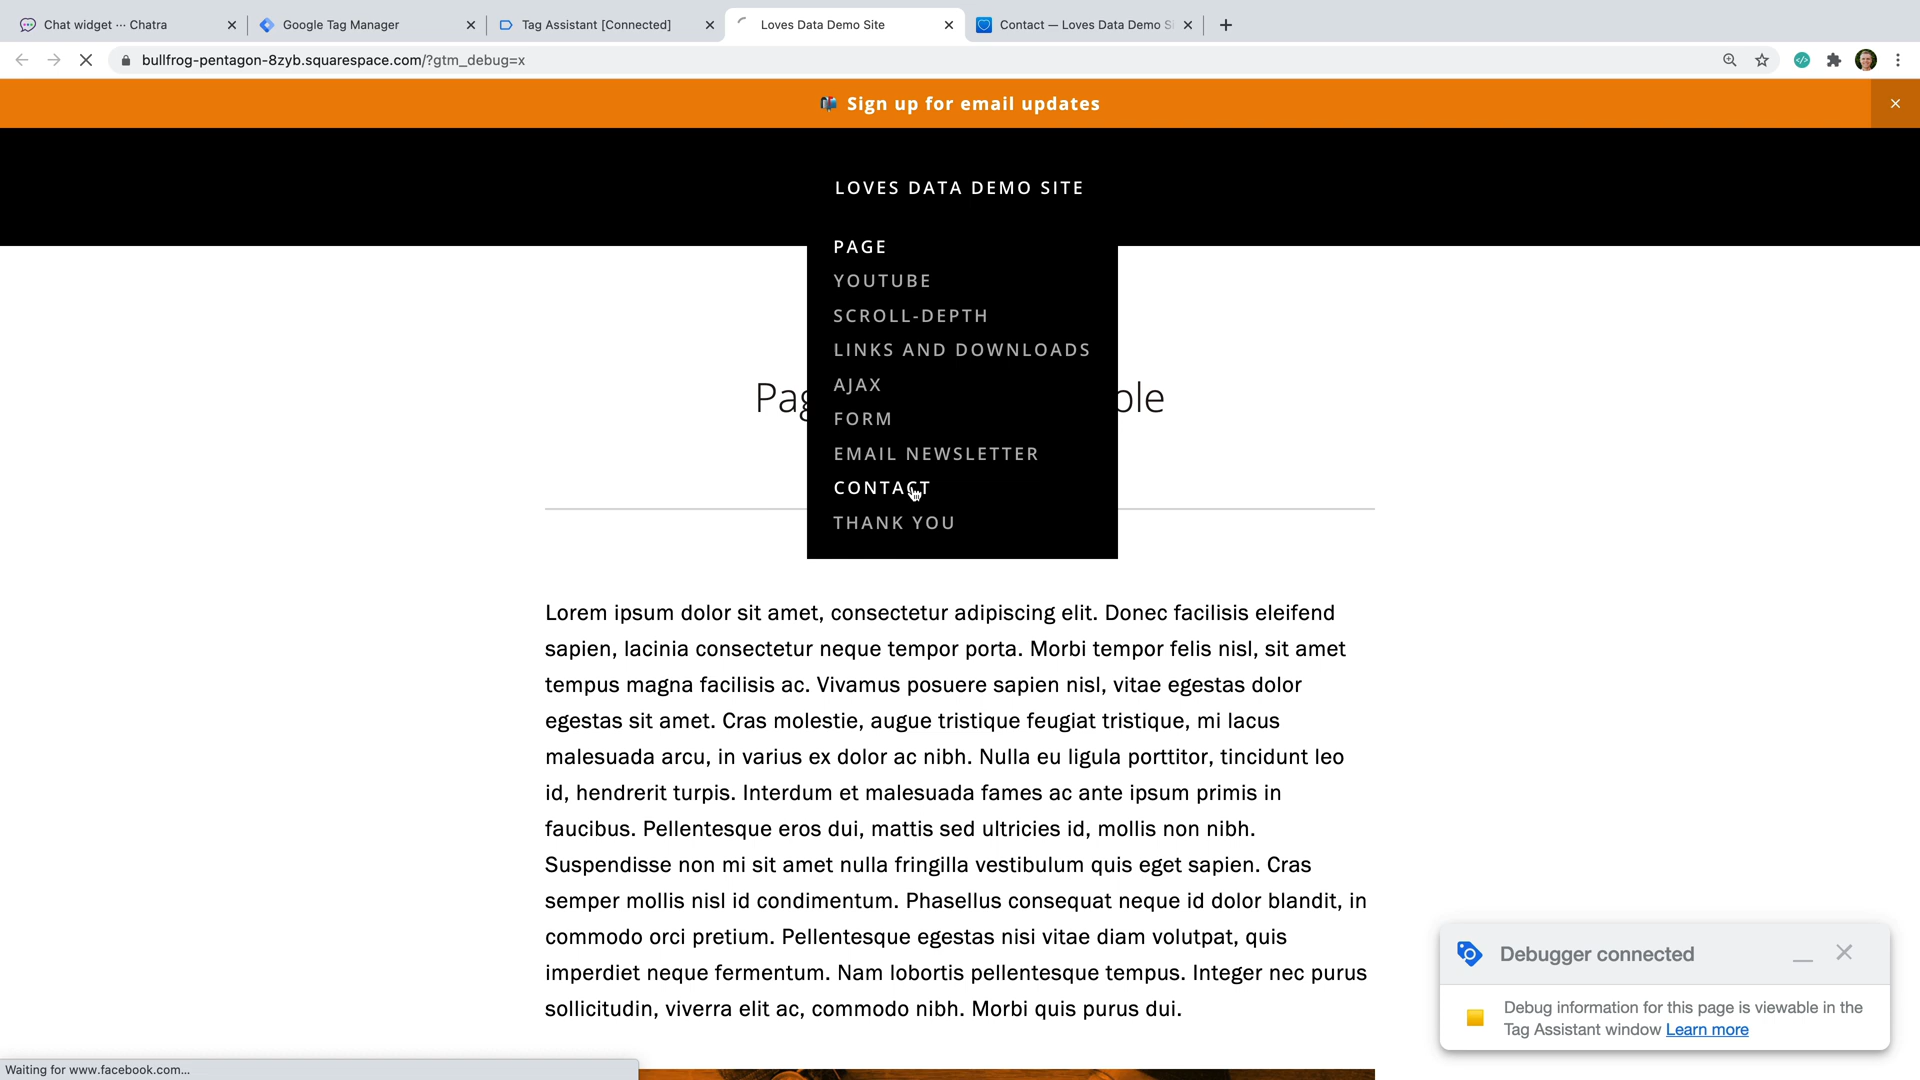 Chat widget ··· Chatra
Google Tag Manager
Tag Assistant [Connected]
Loves Data Demo Site
Contact — Loves Data Demo S
bullfrog-pentagon-8zyb.squarespace.com/?gtm_debug=x
Sign up for email updates
LOVES DATA DEMO SITE
PAGE
YOUTUBE
SCROLL-DEPTH
LINKS AND DOWNLOADS
AJAX
FORM
EMAIL NEWSLETTER
CONTACT
THANK YOU
Lorem ipsum dolor sit amet, consectetur adipiscing elit. Donec facilisis eleifend
sapien, lacinia consectetur neque tempor porta. Morbi tempor felis nisl, sit amet
tempus magna facilisis ac. Vivamus posuere sapien nisl, vitae egestas dolor
egestas sit amet. Cras molestie, augue tristique feugiat tristique, mi lacus
malesuada arcu, in varius ex dolor ac nibh. Nulla eu ligula porttitor, tincidunt leo
id, hendrerit turpis. Interdum et malesuada fames ac ante ipsum primis in
faucibus. Pellentesque eros dui, mattis sed ultricies id, mollis non nibh.
Suspendisse non mi sit amet nulla fringilla vestibulum quis eget sapien. Cras
semper mollis nisl id condimentum. Phasellus consequat neque id dolor blandit, in
commodo orci pretium. Pellentesque egestas nisi vitae diam volutpat, quis
imperdiet neque fermentum. Nam lobortis pellentesque tempus. Integer nec purus
sollicitudin, viverra elit ac, commodo nibh. Morbi quis purus dui.
Debugger connected
Debug information for this page is viewable in the
Tag Assistant window Learn more
Waiting for www.facebook.com...